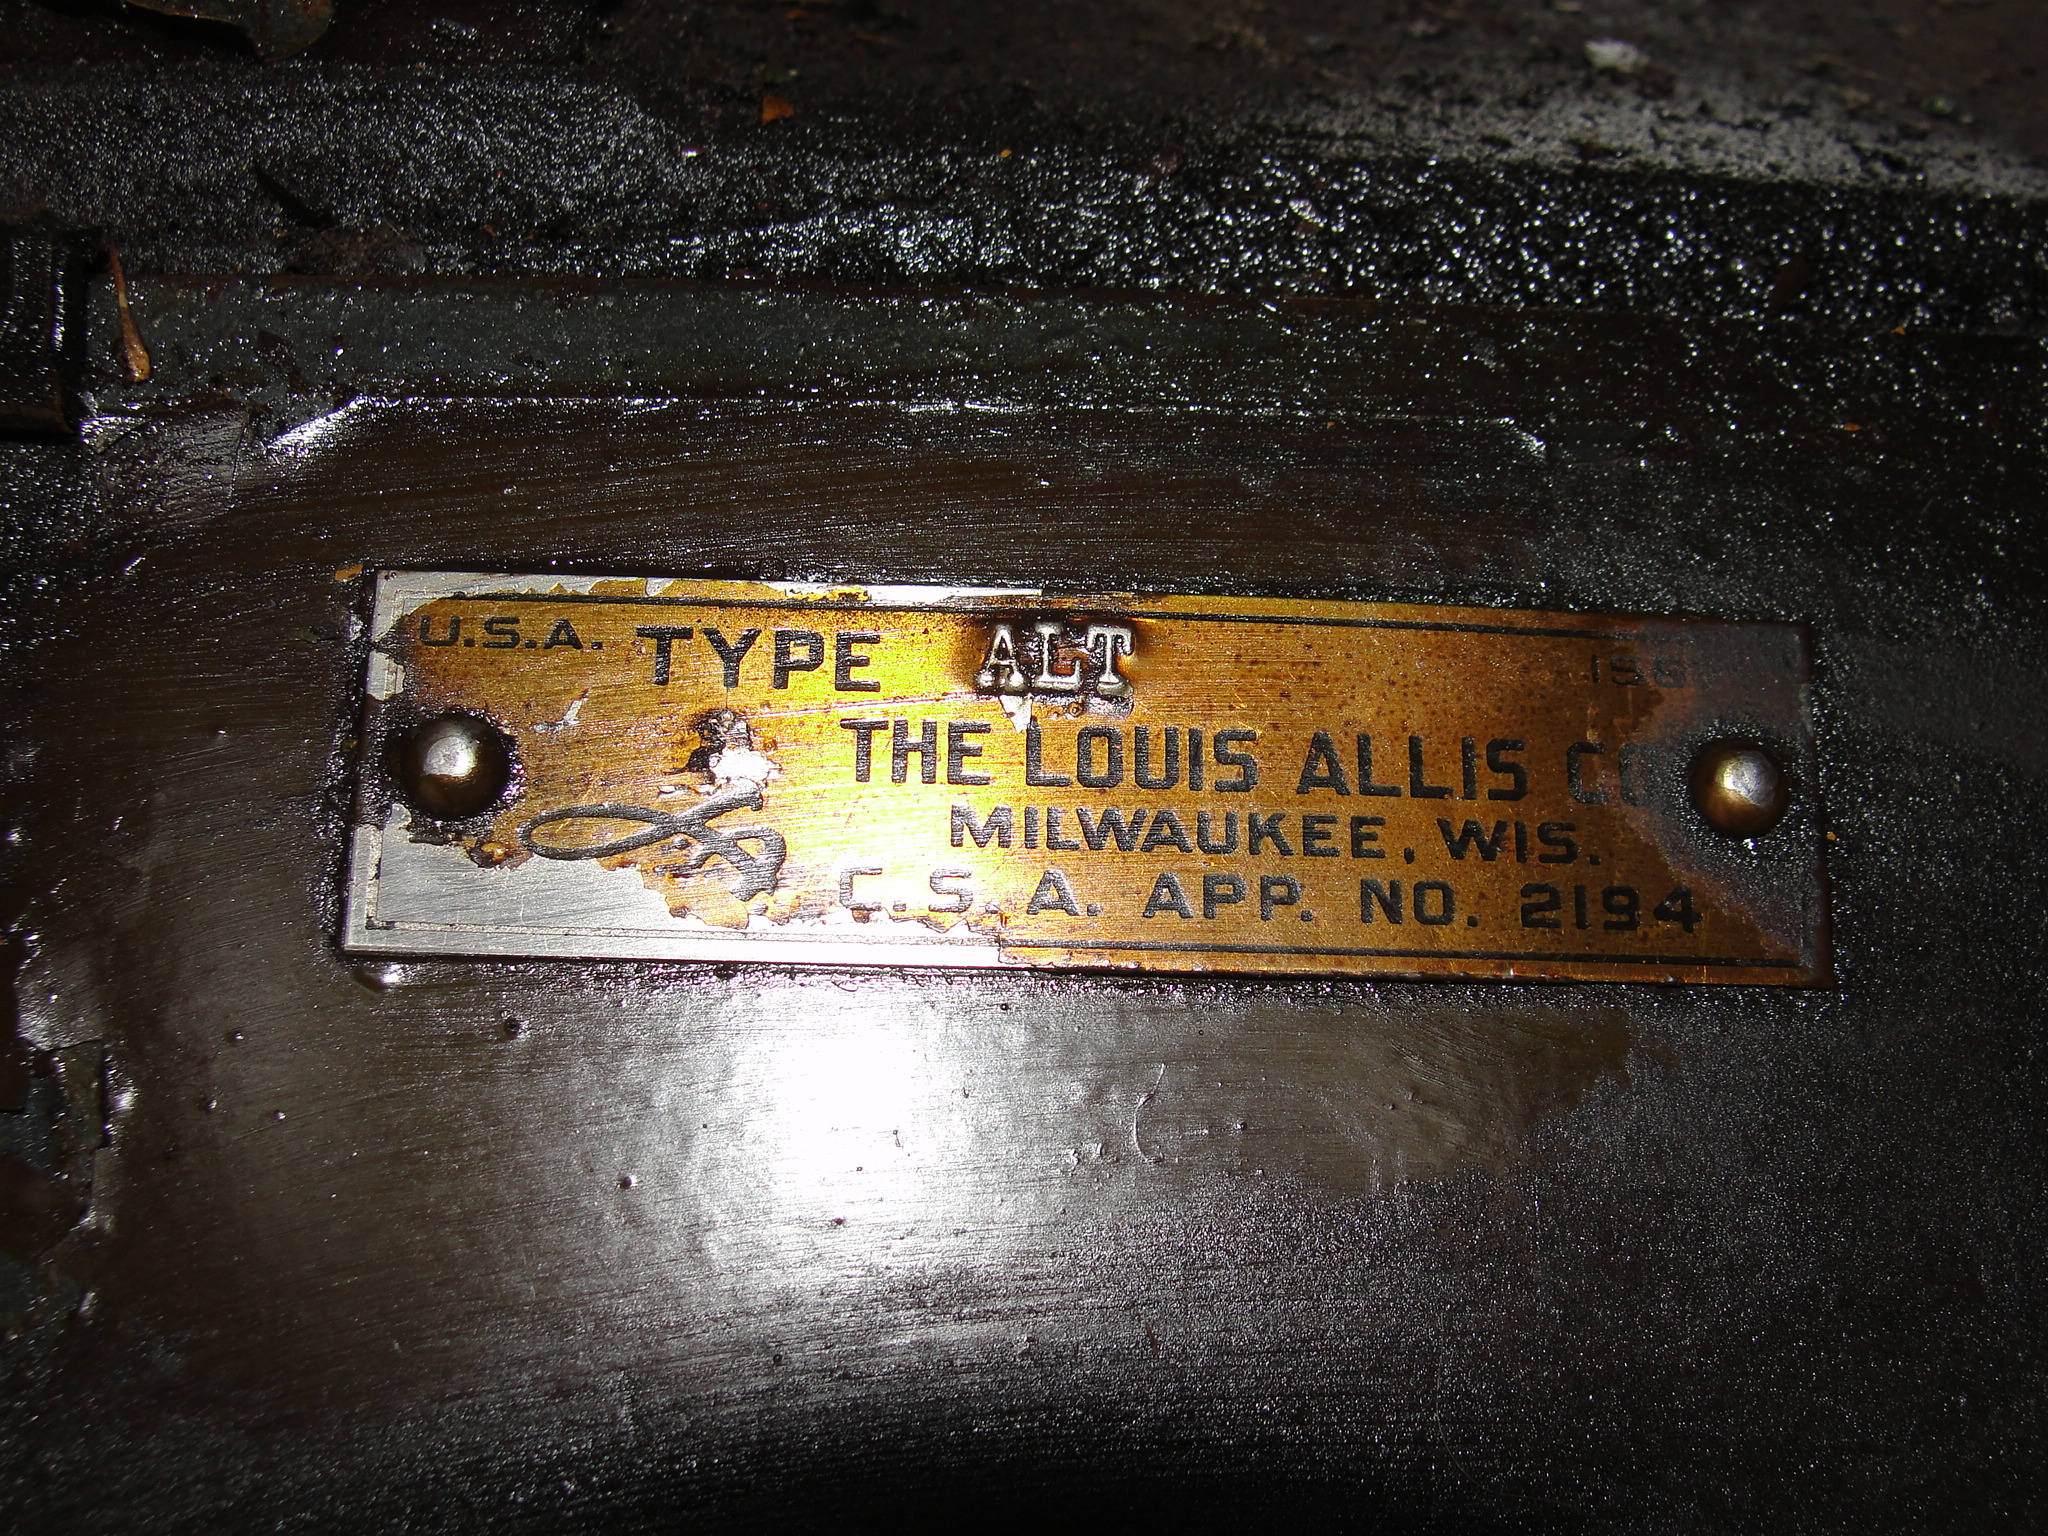 U.S.A. TYPE ALT
THE LOUIS ALLIS
MILWAUKEE, WIS.
C.S.A. APP. NO. 2194